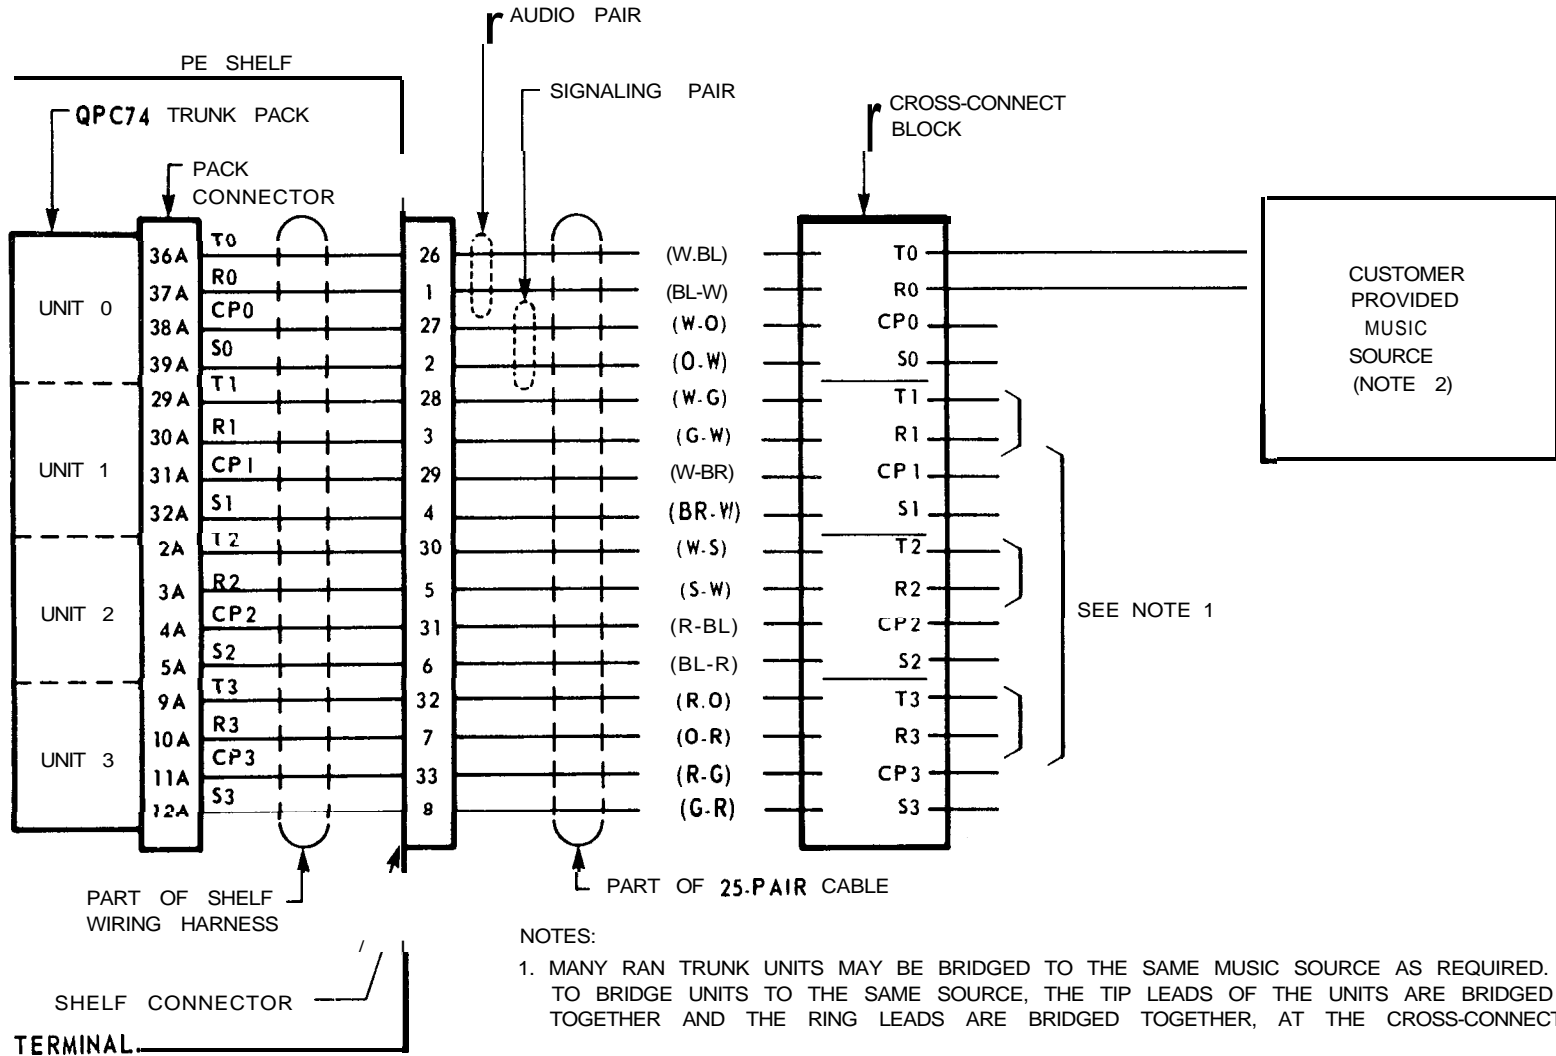 AUDIO PAIR
PE SHELF
SIGNALING PAIR
QPC74 TRUNK PACK
CROSS-CONNECT
BLOCK
PACK
CONNECTOR
36A T0 26 (W.BL) T0
37A R0 1 (BL-W) R0
UNIT 0
38A CP0 27 (W-O) CP0
39A S0 2 (O.W) S0
29A T1 28 (W-G) T1
30A R1 3 (G-W) R1
UNIT 1
31A CP1 29 (W-BR) CP1
32A S1 4 (BR-W) S1
2A T2 30 (W.S) T2
3A R2 5 (S-W) R2
UNIT 2
4A CP2 31 (R-BL) CP2
5A S2 6 (BL-R) S2
9A T3 32 (R.O) T3
10A R3 7 (O-R) R3
UNIT 3
11A CP3 33 (R-G) CP3
12A S3 8 (G-R) S3
CUSTOMER
PROVIDED
MUSIC
SOURCE
(NOTE 2)
SEE NOTE 1
PART OF SHELF
WIRING HARNESS
PART OF 25-PAIR CABLE
SHELF CONNECTOR
TERMINAL.
NOTES:
1. MANY RAN TRUNK UNITS MAY BE BRIDGED TO THE SAME MUSIC SOURCE AS REQUIRED.
TO BRIDGE UNITS TO THE SAME SOURCE, THE TIP LEADS OF THE UNITS ARE BRIDGED
TOGETHER AND THE RING LEADS ARE BRIDGED TOGETHER, AT THE CROSS-CONNECT